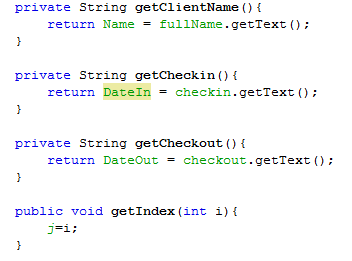 private String getClientName(){
return Name = fullName.getText();
}
private String getCheckin(){
return DateIn = checkin.getText();
}
private String getCheckout(){
return DateOut = checkout.getText();
}
public void getIndex(int i){
j=i;
}